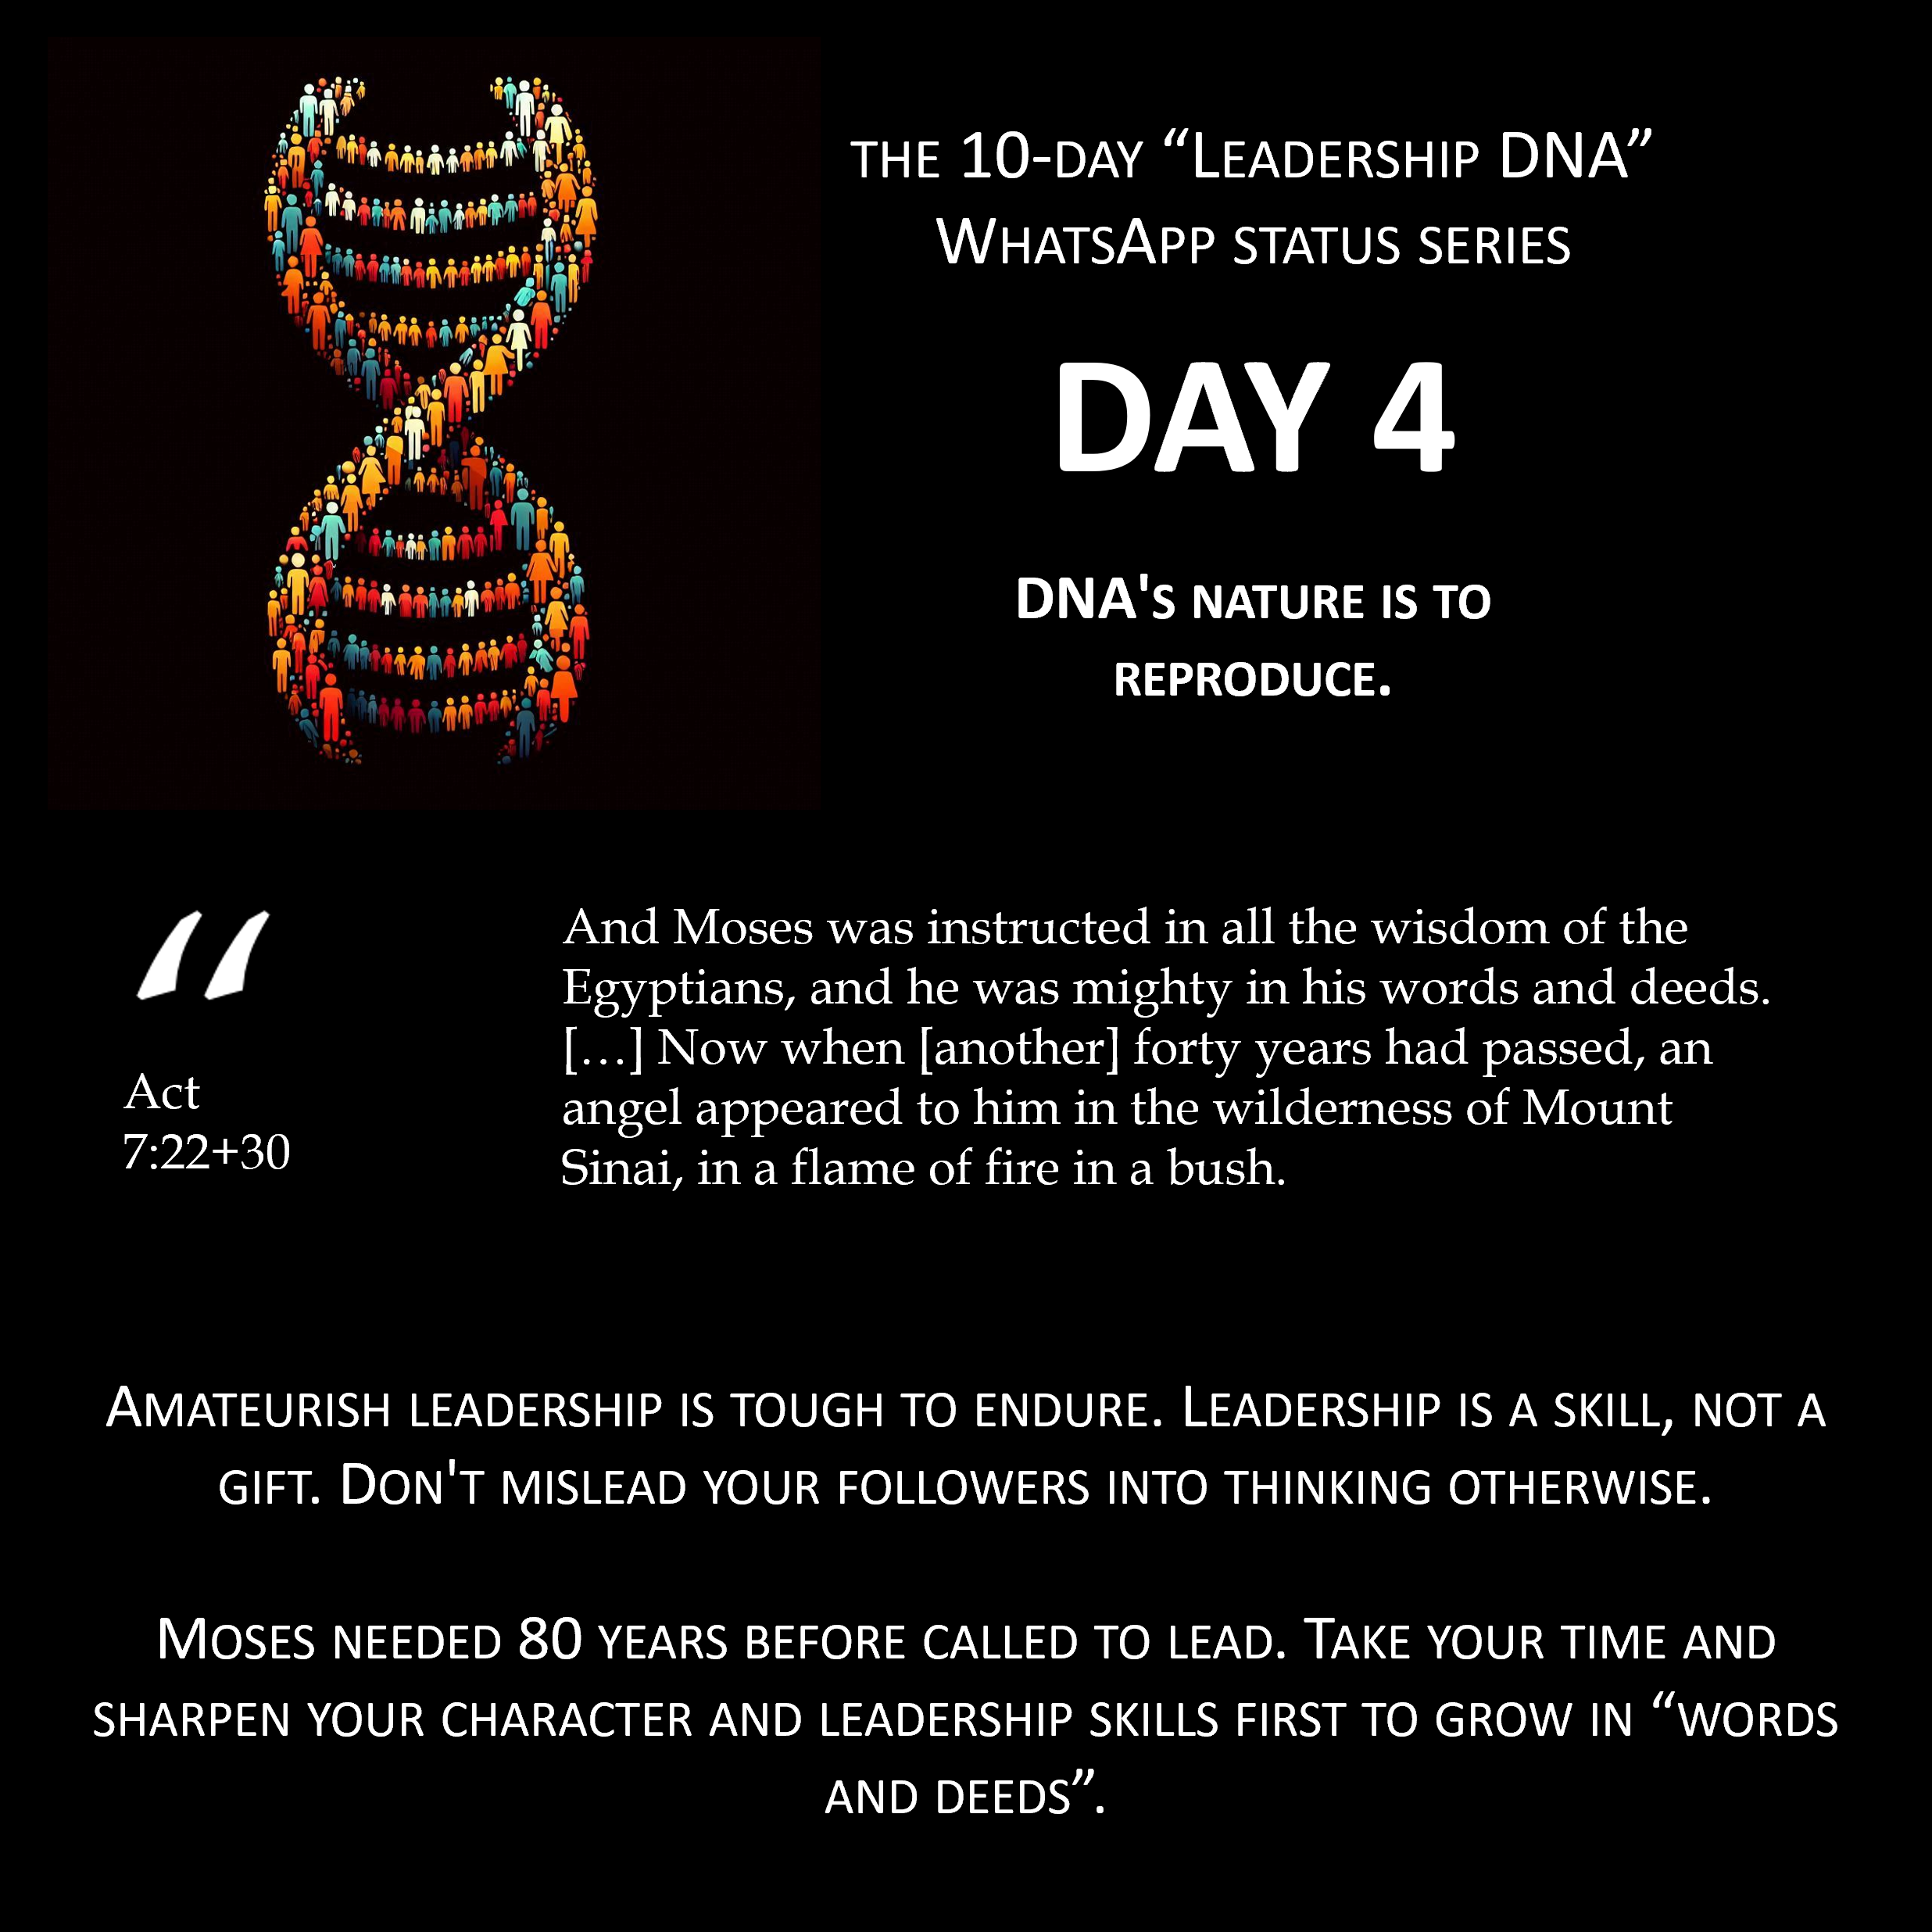 the 10-day “Leadership DNA”
WhatsApp status series
DAY 4
DNA's nature is to
reproduce.
“
Act
7:22+30
And Moses was instructed in all the wisdom of the
Egyptians, and he was mighty in his words and deeds.
[…] Now when [another] forty years had passed, an
angel appeared to him in the wilderness of Mount
Sinai, in a flame of fire in a bush.
Amateurish leadership is tough to endure. Leadership is a skill, not a
gift. Don't mislead your followers into thinking otherwise.
Moses needed 80 years before called to lead. Take your time and
sharpen your character and leadership skills first to grow in “words
and deeds”.